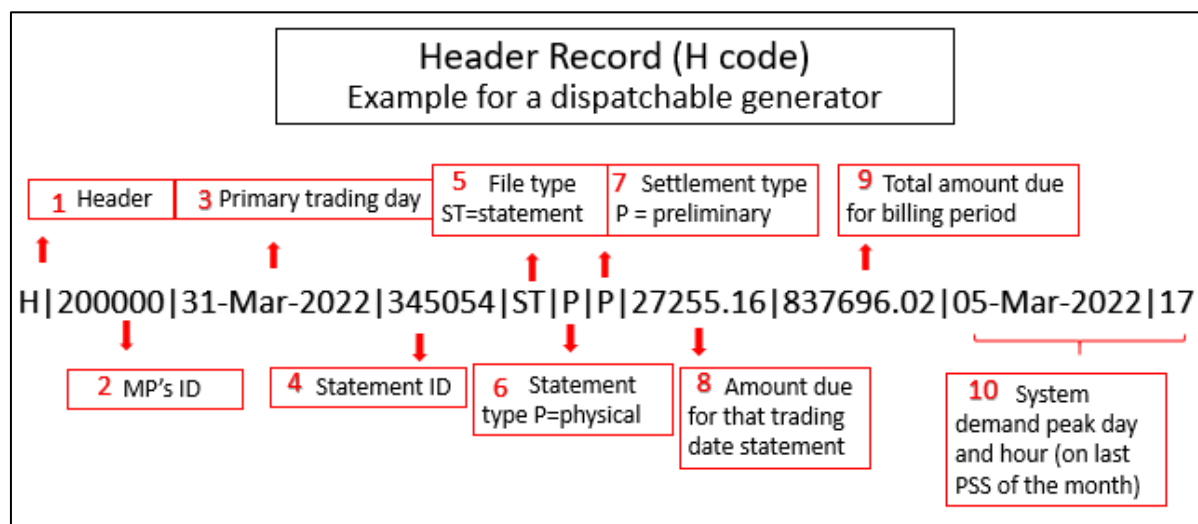 Header Record (H code)
Example for a dispatchable generator
1 Header
3 Primary trading day
5 File type
ST=statement
7 Settlement type
P = preliminary
9 Total amount due
for billing period
H|200000|31-Mar-2022|345054|ST|P|P|27255.16|837696.02|05-Mar-2022|17
2 MP's ID
4 Statement ID
6 Statement
type P=physical
8 Amount due
for that trading
date statement
10 System
demand peak day
and hour (on last
PSS of the month)